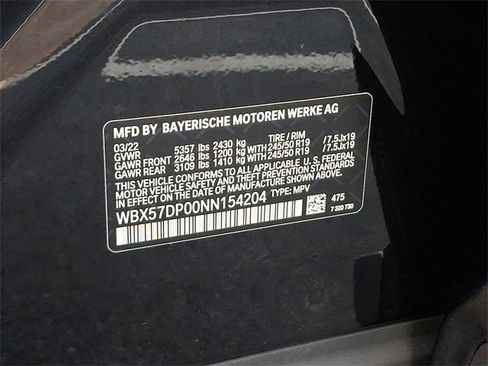 MFD BY BAYERISCHE MOTOREN WERKE AG
03/22 TIRE / RIM
GVWR 5357 lbs 2430 kg
GAWR FRONT 2646 lbs 1200 kg WITH 245/50 R19 / 7.5Jx19
GAWR REAR 3109 lbs 1410 kg WITH 245/50 R19 / 7.5Jx19
THIS VEHICLE CONFORMS TO ALL APPLICABLE U. S. FEDERAL
MOTOR VEHICLE SAFETY AND THEFT PREVENTION STANDARDS
IN EFFECT ON THE DATE OF MANUFACTURE SHOWN ABOVE.
WBX57DP00NN154204 TYPE: MPV
475
7 320 730